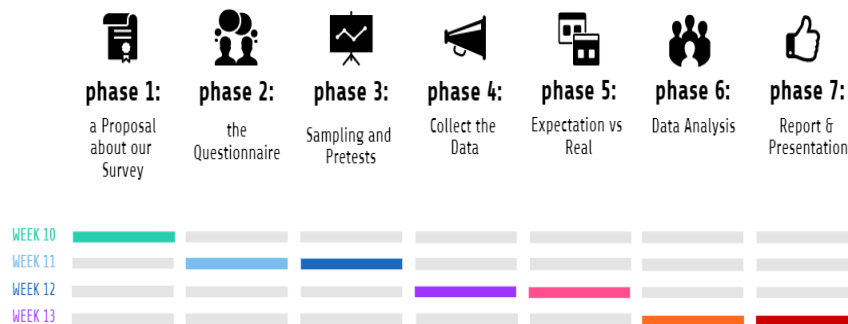 phase 1:
a Proposal
about our
Survey
phase 2:
the
Questionnaire
phase 3:
Sampling and
Pretests
phase 4:
Collect the
Data
phase 5:
Expectation vs
Real
phase 6:
Data Analysis
phase 7:
Report &
Presentation
WEEK 10
WEEK 11
WEEK 12
WEEK 13